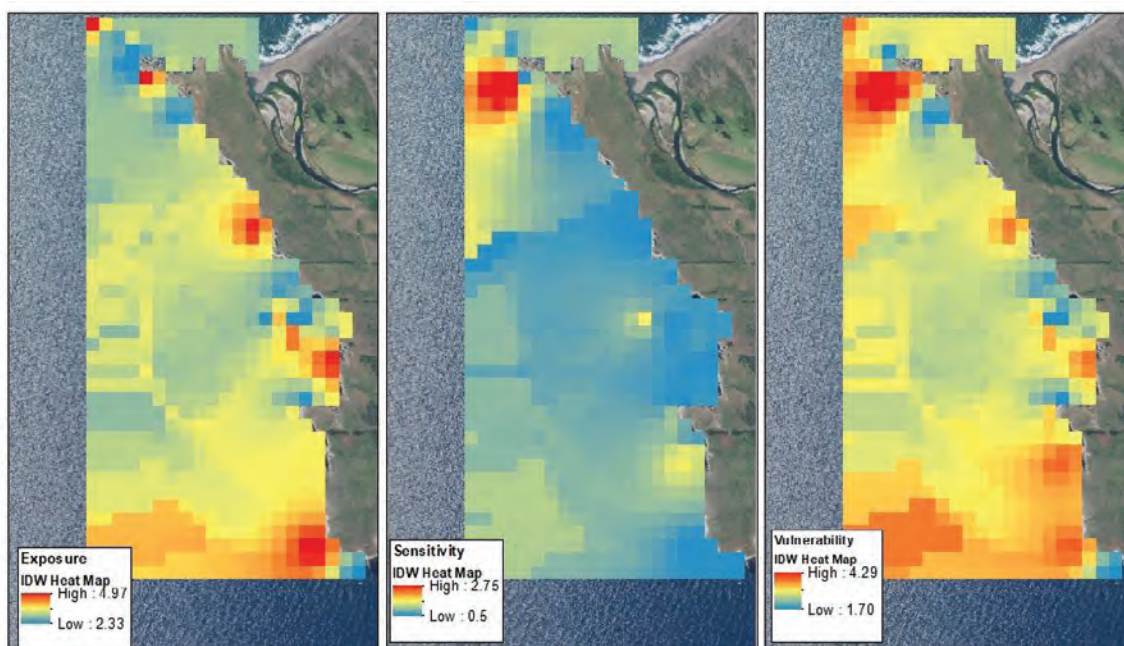 Exposure
IDW Heat Map
High : 4.97
Low : 2.33
Sensitivity
IDW Heat Map
High : 2.75
Low : 0.5
Vulnerability
IDW Heat Map
High : 4.29
Low : 1.70